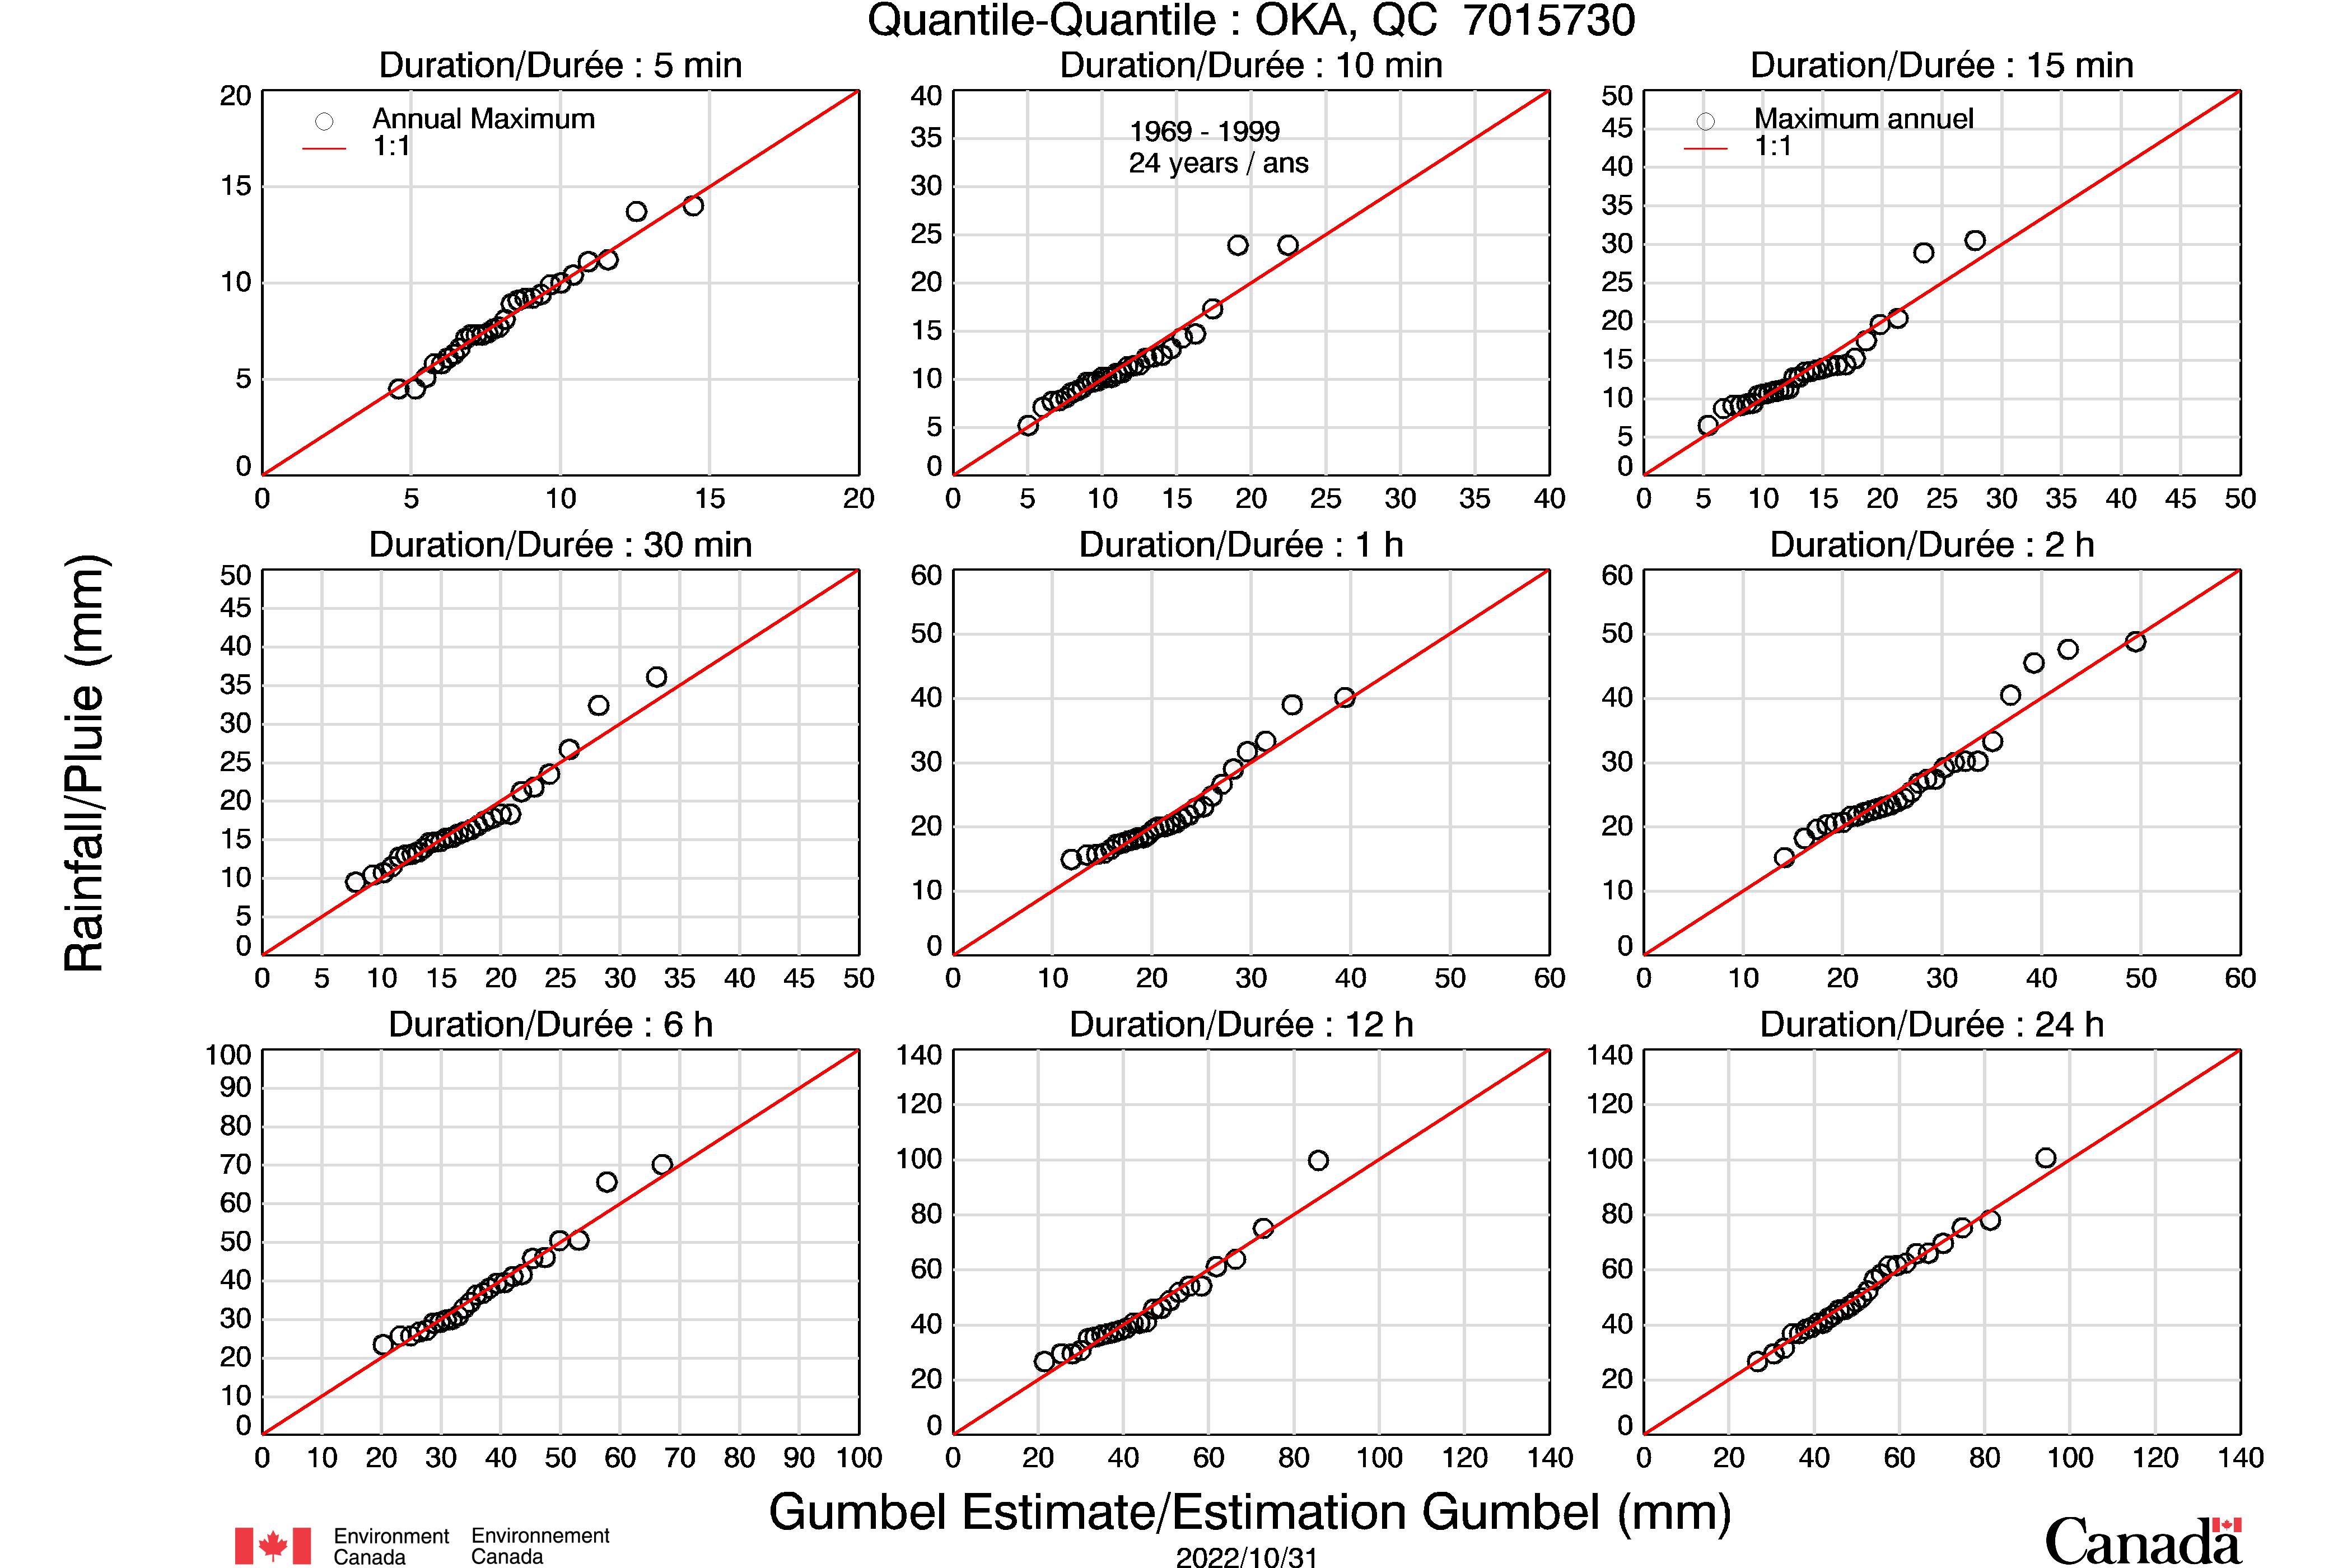 Quantile-Quantile : OKA, QC 7015730
Duration/Durée : 5 min
20
15
10
5
0
0 5 10 15 20
Annual Maximum
1:1
Duration/Durée : 10 min
40
35
30
25
20
15
10
5
0
0 5 10 15 20 25 30 35 40
1969 - 1999
24 years / ans
Duration/Durée : 15 min
50
45
40
35
30
25
20
15
10
5
0
0 5 10 15 20 25 30 35 40 45 50
Maximum annuel
1:1
Rainfall/Pluie (mm)
Duration/Durée : 30 min
50
45
40
35
30
25
20
15
10
5
0
0 5 10 15 20 25 30 35 40 45 50
Duration/Durée : 1 h
60
50
40
30
20
10
0
0 10 20 30 40 50 60
Duration/Durée : 2 h
60
50
40
30
20
10
0
0 10 20 30 40 50 60
Duration/Durée : 6 h
100
90
80
70
60
50
40
30
20
10
0
0 10 20 30 40 50 60 70 80 90 100
Duration/Durée : 12 h
140
120
100
80
60
40
20
0
0 20 40 60 80 100 120 140
Duration/Durée : 24 h
140
120
100
80
60
40
20
0
0 20 40 60 80 100 120 140
Gumbel Estimate/Estimation Gumbel (mm)
Environment Canada
Environnement Canada
2022/10/31
Canada